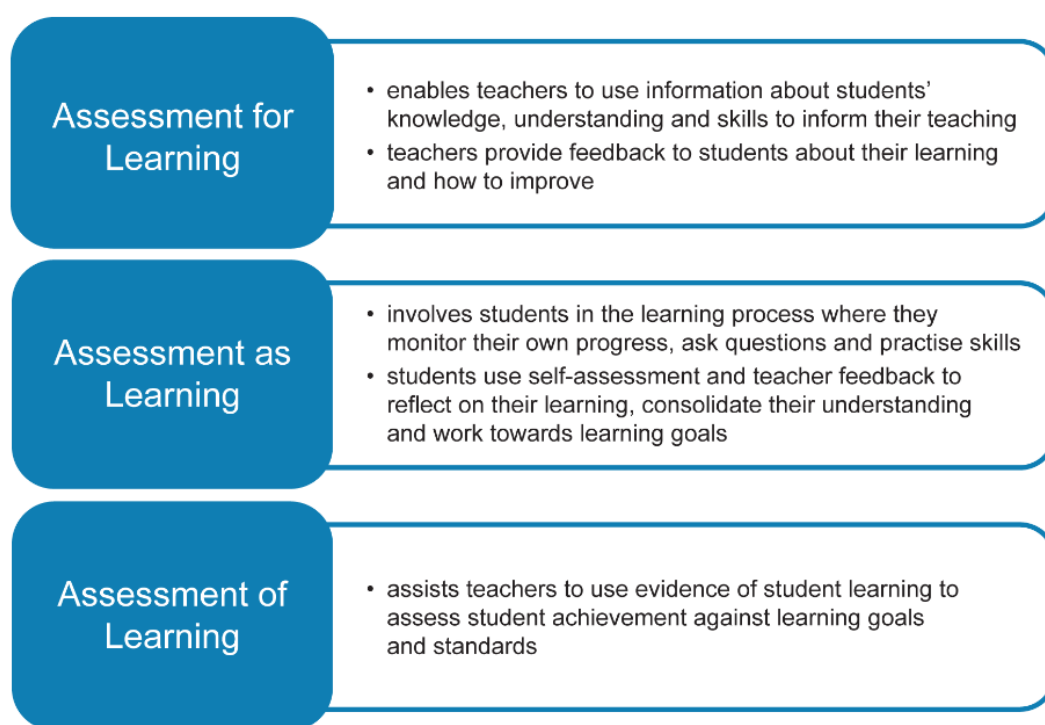 Assessment for
Learning
• enables teachers to use information about students’
knowledge, understanding and skills to inform their teaching
• teachers provide feedback to students about their learning
and how to improve
Assessment as
Learning
• involves students in the learning process where they
monitor their own progress, ask questions and practise skills
• students use self-assessment and teacher feedback to
reflect on their learning, consolidate their understanding
and work towards learning goals
Assessment of
Learning
• assists teachers to use evidence of student learning to
assess student achievement against learning goals
and standards